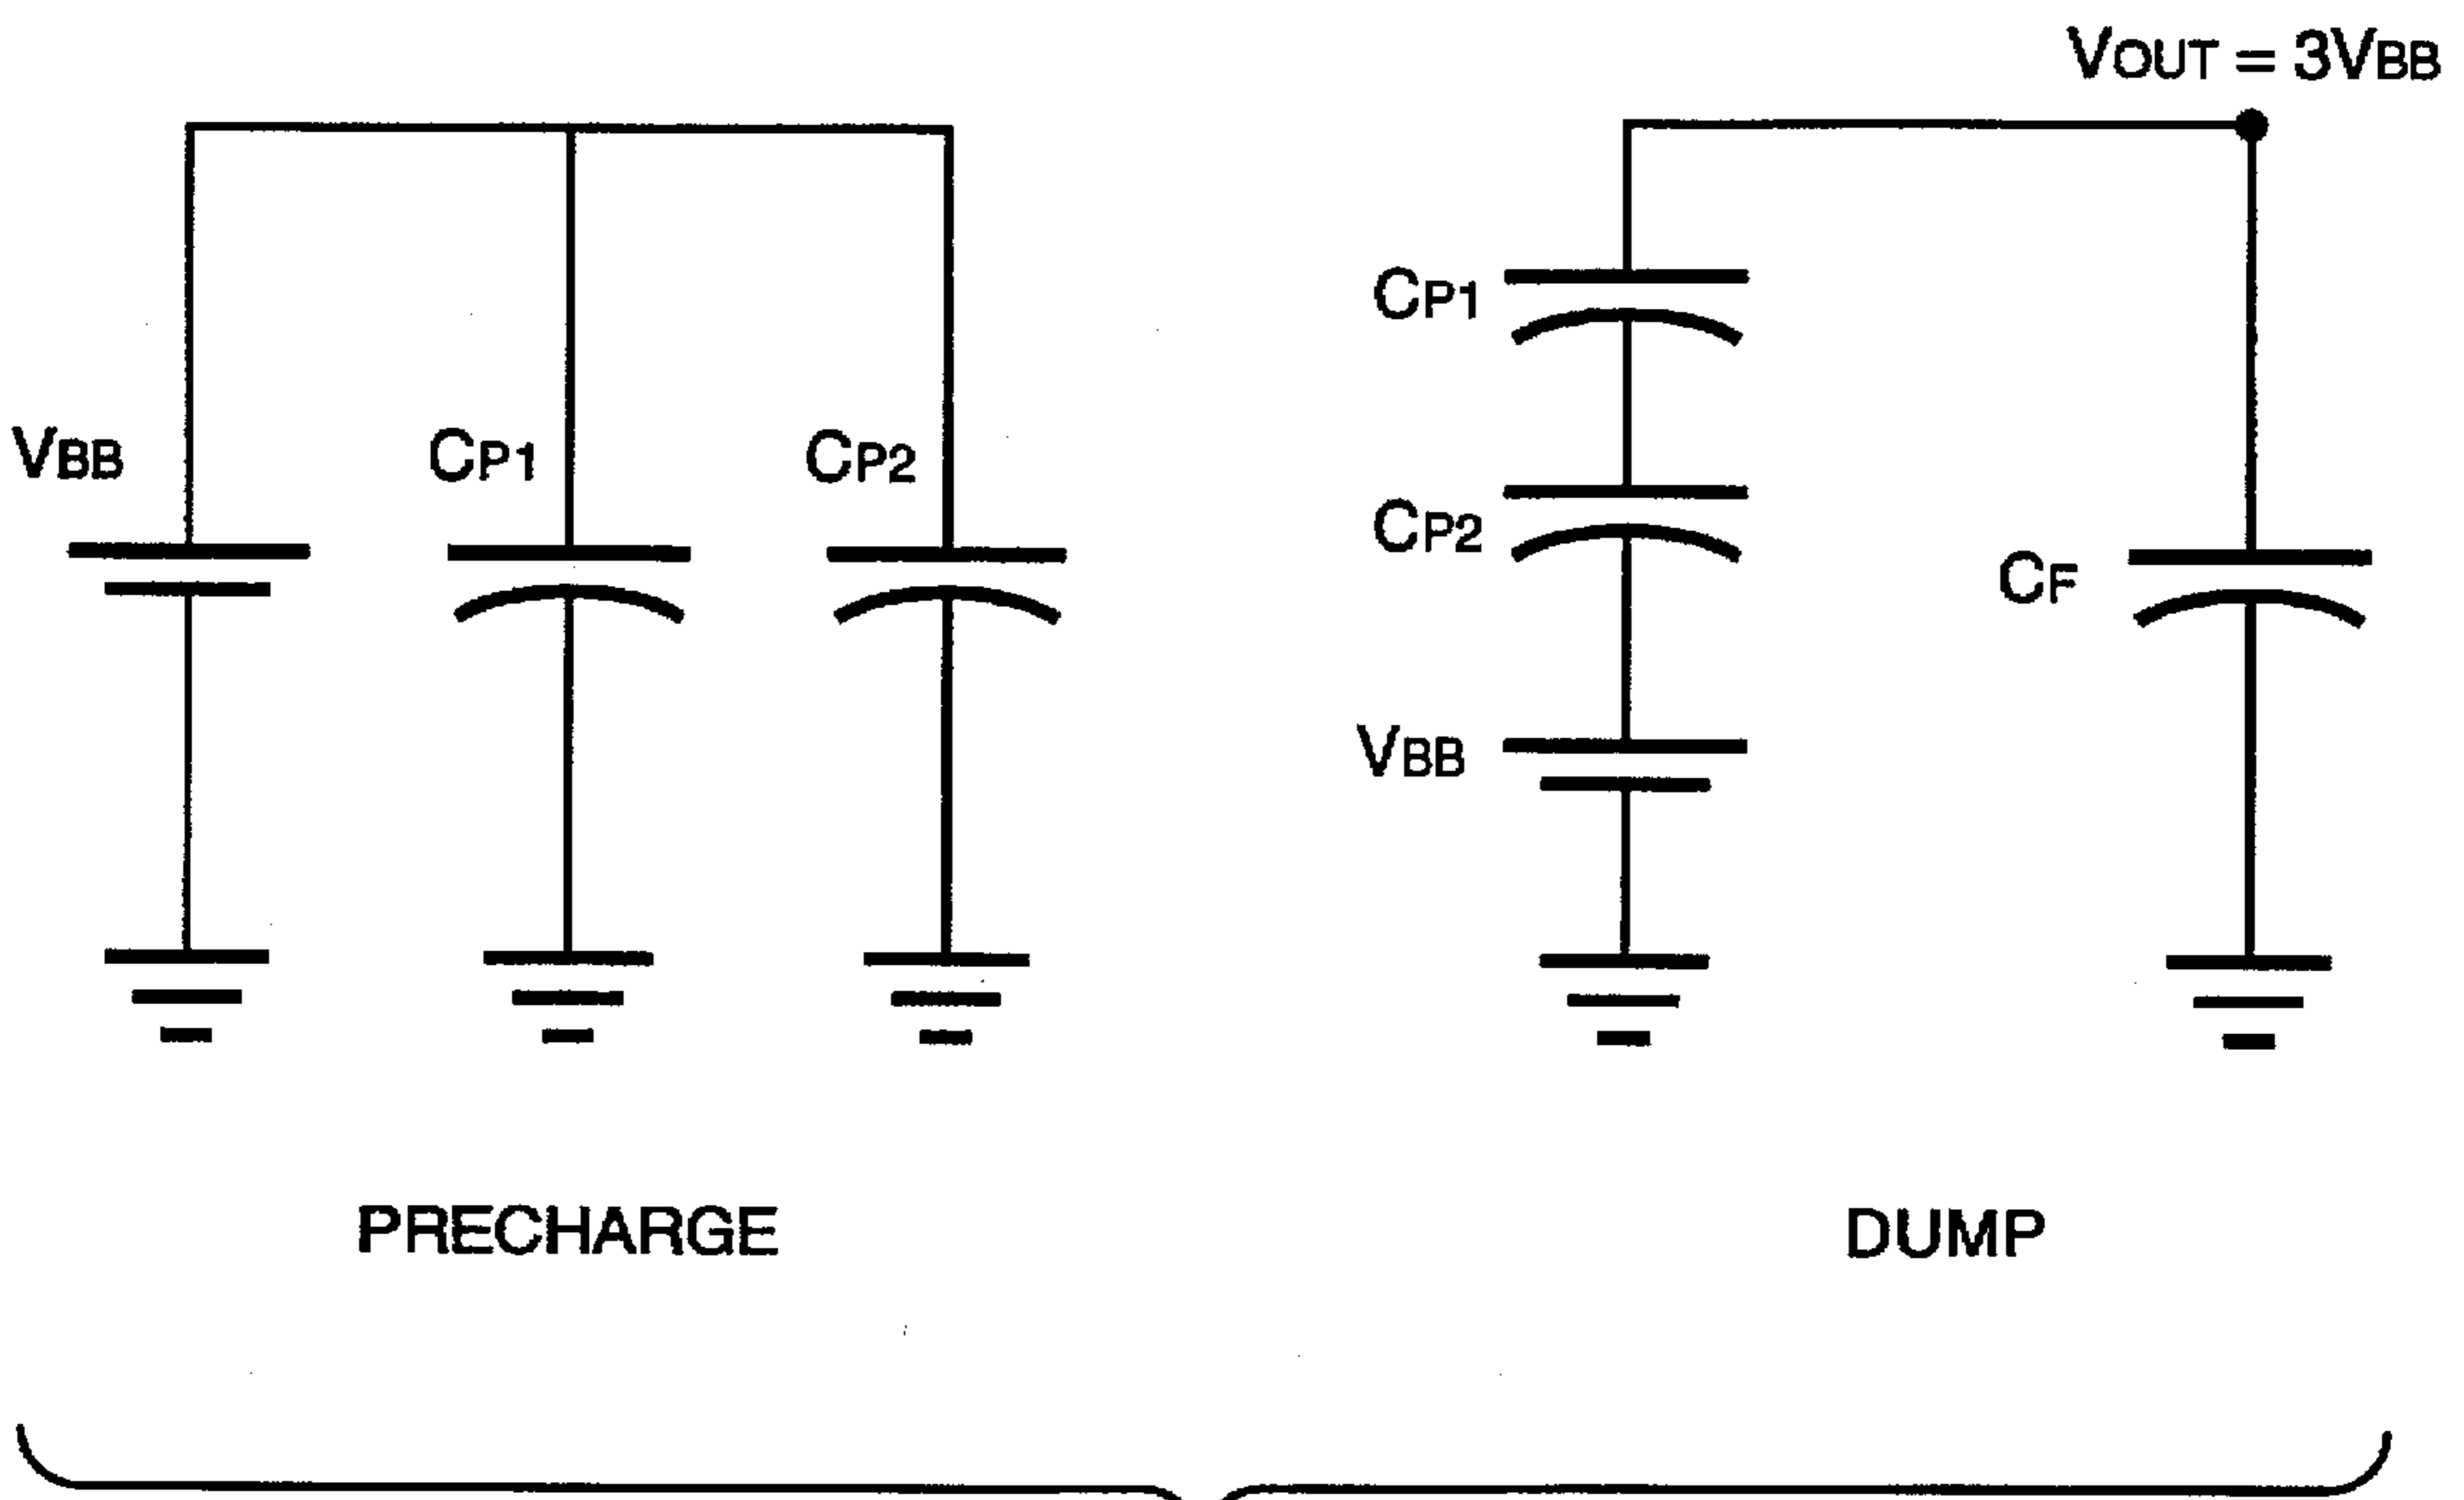 VOUT = 3VBB
VBB
CP1
CP2
CP1
CP2
VBB
CF
PRECHARGE
DUMP